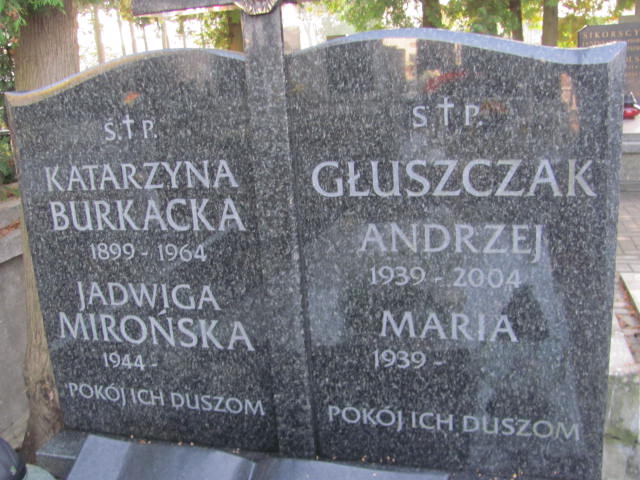 Ś.†P.
KATARZYNA
BURKACKA
1899 - 1964
JADWIGA
MIROŃSKA
1944 -
POKÓJ ICH DUSZOM
Ś†P.
GŁUSZCZAK
ANDRZEJ
1939 - 2004
MARIA
1939 -
POKÓJ ICH DUSZOM
SIKORSCY